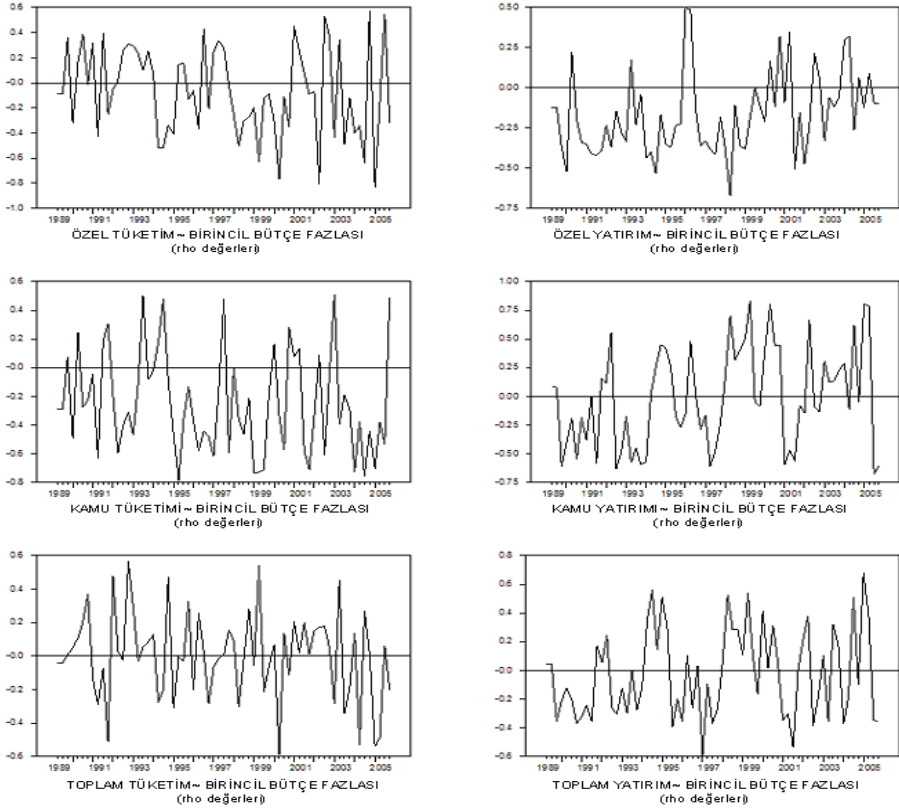 0.6
0.4
0.2
-0.0
-0.2
-0.4
-0.6
-0.8
-1.0
1989 1991 1993 1995 1997 1999 2001 2003 2005
ÖZEL TÜKETİM~ BİRİNCİL BÜTÇE FAZLASI
(rho değerleri)
0.50
0.25
0.00
-0.25
-0.50
-0.75
1989 1991 1993 1995 1997 1999 2001 2003 2005
ÖZEL YATIRIM~ BİRİNCİL BÜTÇE FAZLASI
(rho değerleri)
0.6
0.4
0.2
-0.0
-0.2
-0.4
-0.6
-0.8
1989 1991 1993 1995 1997 1999 2001 2003 2005
KAMU TÜKETİMİ~ BİRİNCİL BÜTÇE FAZLASI
(rho değerleri)
1.00
0.75
0.50
0.25
0.00
-0.25
-0.50
-0.75
1989 1991 1993 1995 1997 1999 2001 2003 2005
KAMU YATIRIMI~ BİRİNCİL BÜTÇE FAZLASI
(rho değerleri)
0.6
0.4
0.2
-0.0
-0.2
-0.4
-0.6
1989 1991 1993 1995 1997 1999 2001 2003 2005
TOPLAM TÜKETİM~ BİRİNCİL BÜTÇE FAZLASI
(rho değerleri)
0.8
0.6
0.4
0.2
-0.0
-0.2
-0.4
-0.6
1989 1991 1993 1995 1997 1999 2001 2003 2005
TOPLAM YATIRIM~ BİRİNCİL BÜTÇE FAZLASI
(rho değerleri)